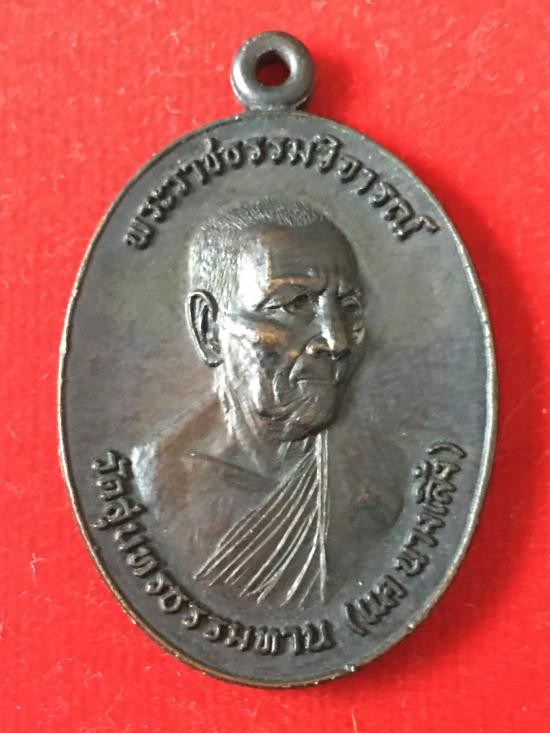 พระราชธรรมวิจารณ์
วัดสุนทรธรรมทาน (แค นางเลิ้ง)